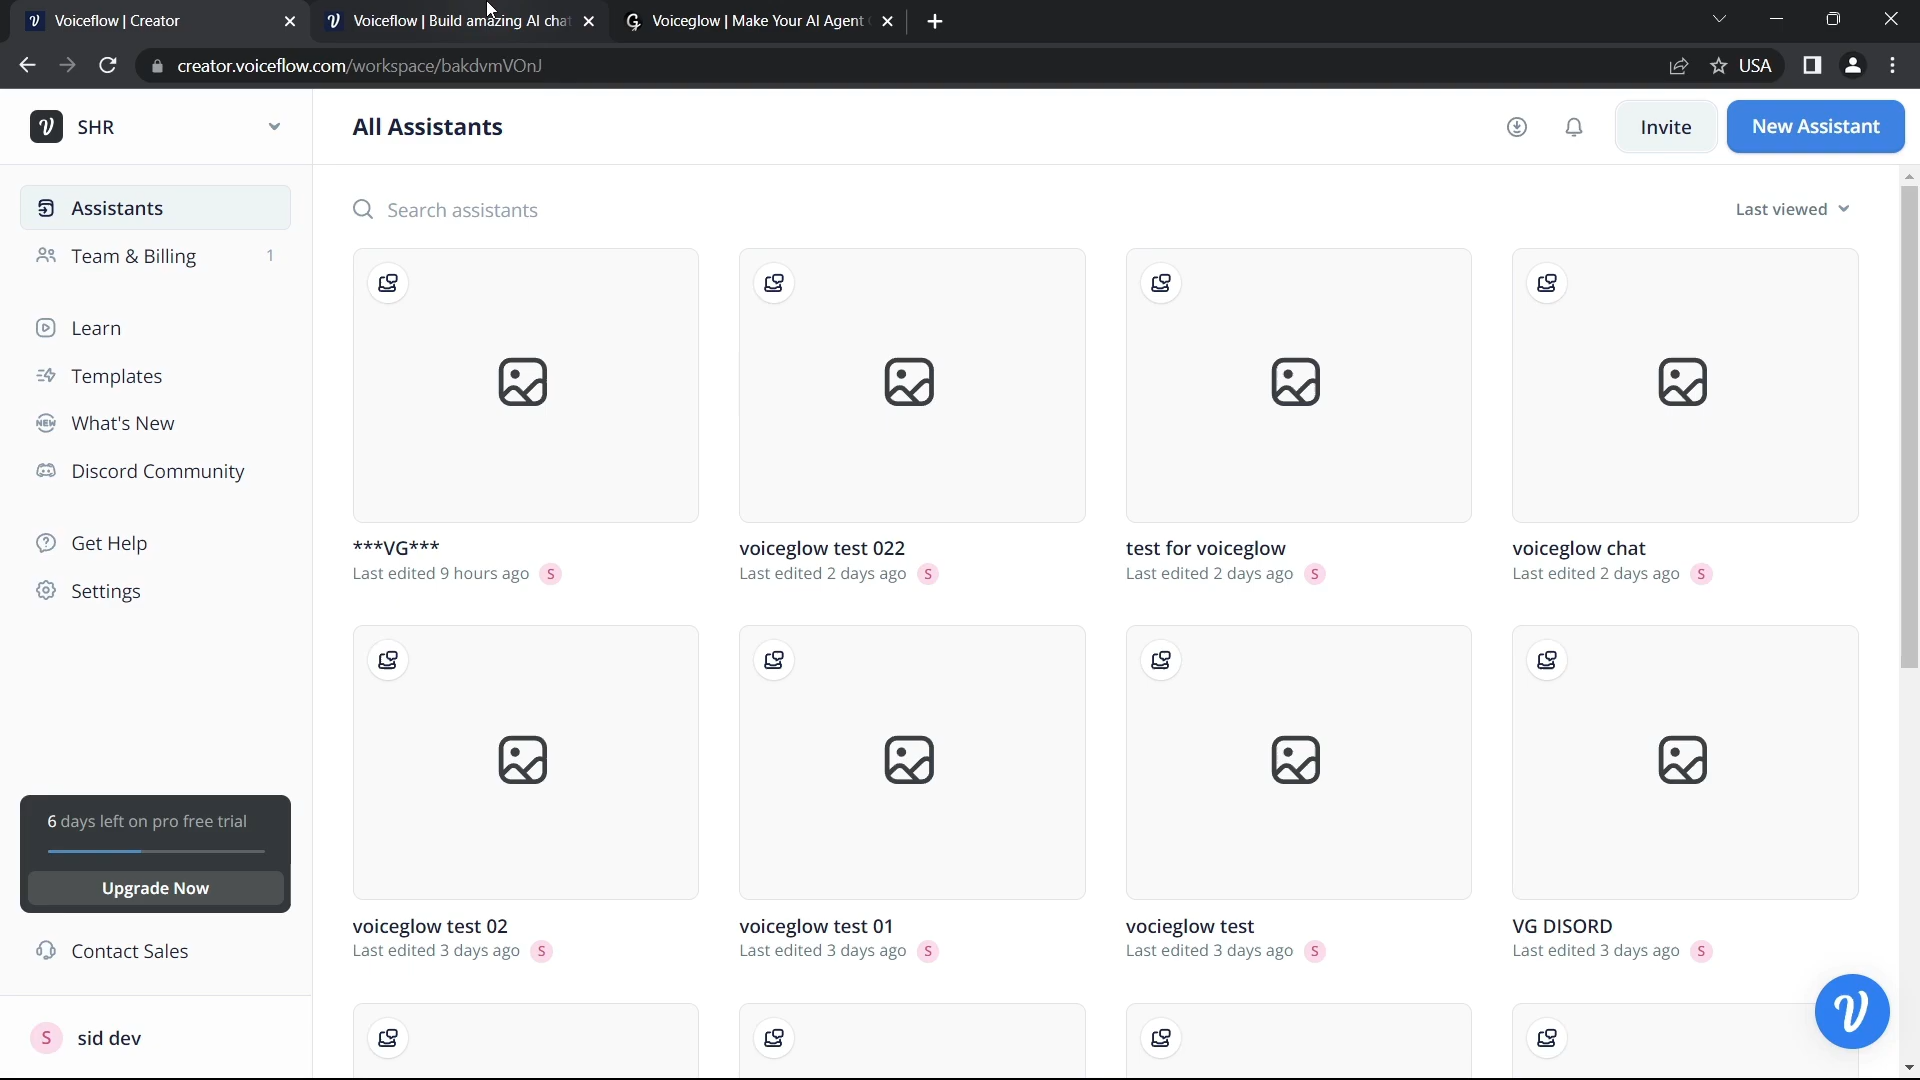 Voiceflow | Creator
Voiceflow | Build amazing AI chat
Voiceglow | Make Your AI Agent
creator.voiceflow.com/workspace/bakdvmVOnJ
USA
SHR
All Assistants
Invite
New Assistant
Assistants
Team & Billing 1
Learn
Templates
What's New
Discord Community
Get Help
Settings
6 days left on pro free trial
Upgrade Now
Contact Sales
S sid dev
Search assistants
Last viewed
***VG***
Last edited 9 hours ago S
voiceglow test 022
Last edited 2 days ago S
test for voiceglow
Last edited 2 days ago S
voiceglow chat
Last edited 2 days ago S
voiceglow test 02
Last edited 3 days ago S
voiceglow test 01
Last edited 3 days ago S
vocieglow test
Last edited 3 days ago S
VG DISORD
Last edited 3 days ago S